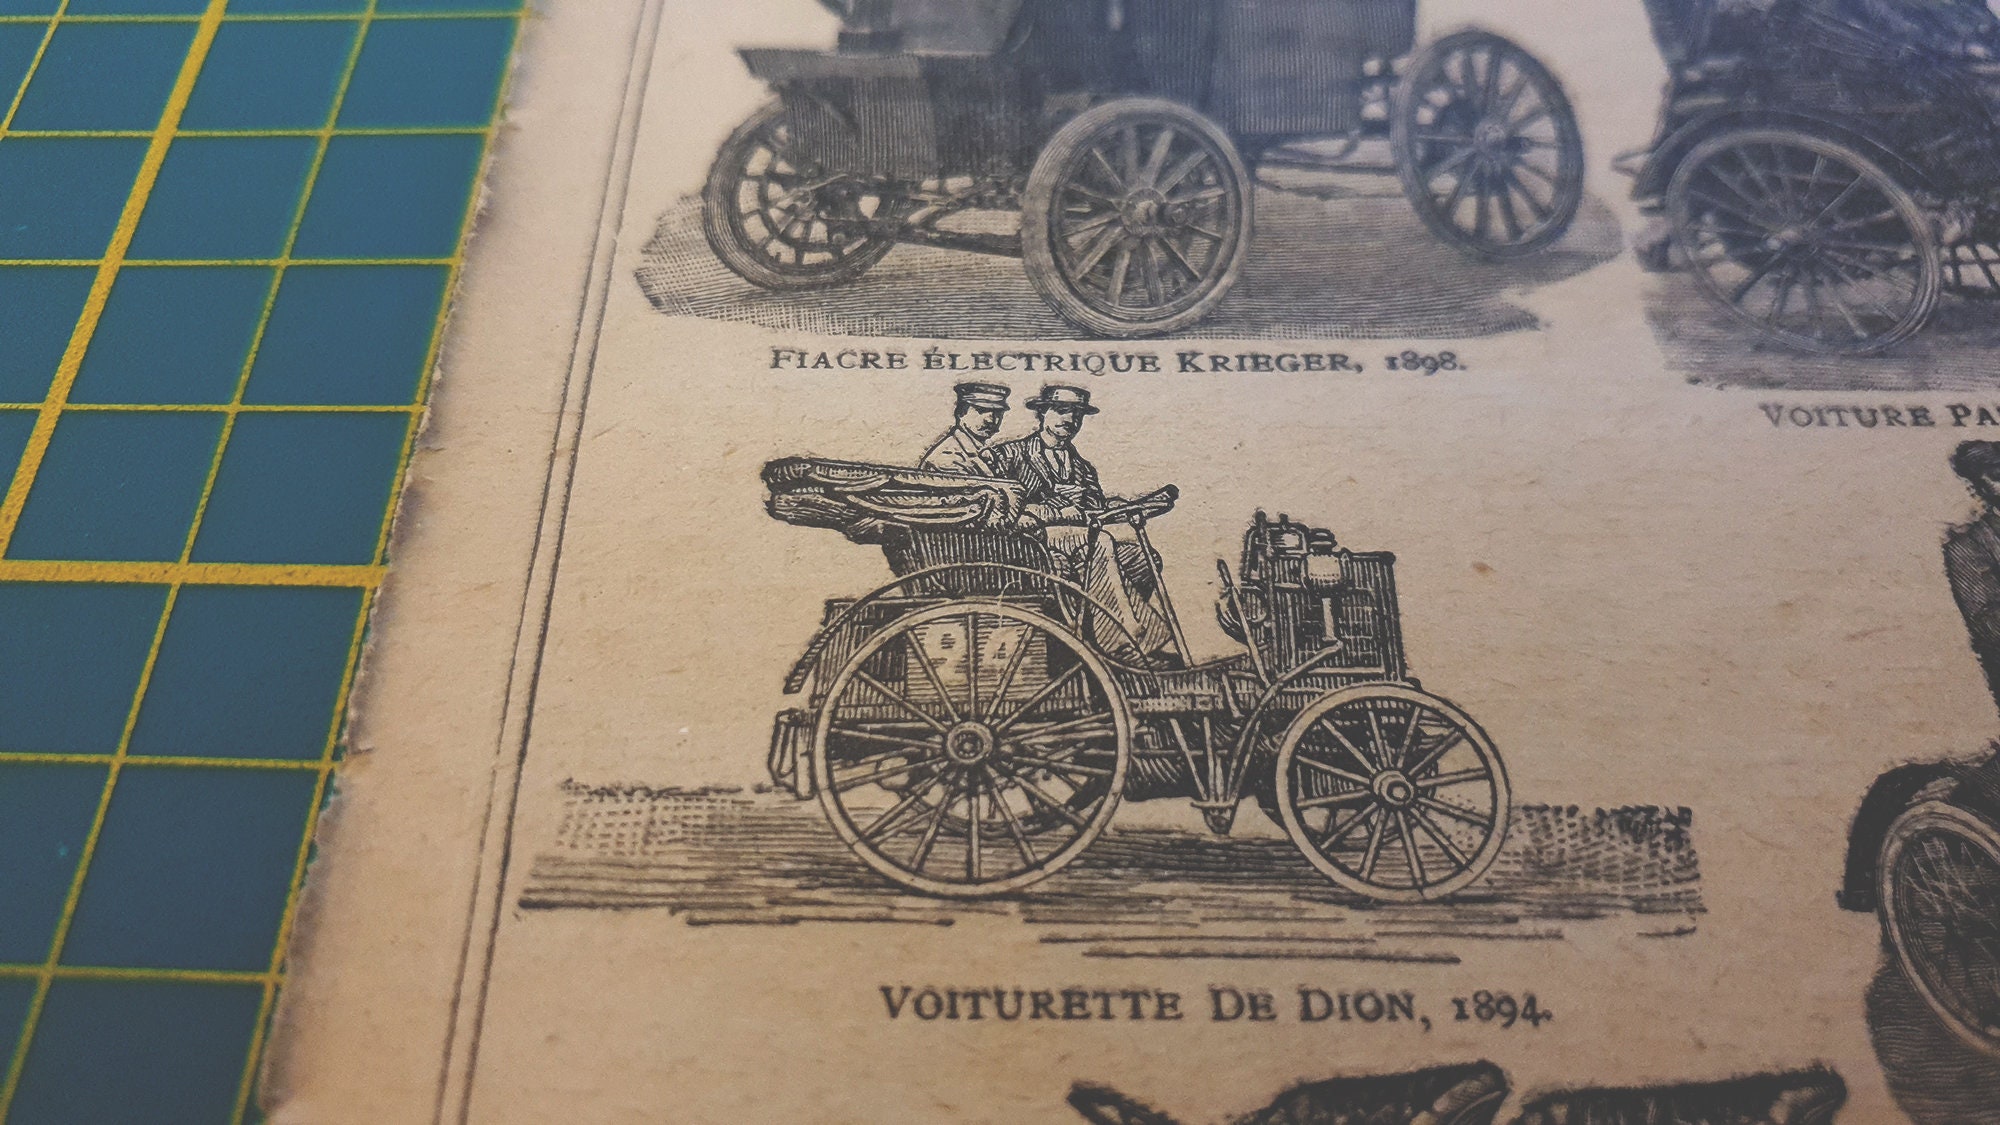 FIACRE ÉLECTRIQUE KRIEGER, 1898.
VOITURE
VOITURETTE DE DION, 1894.